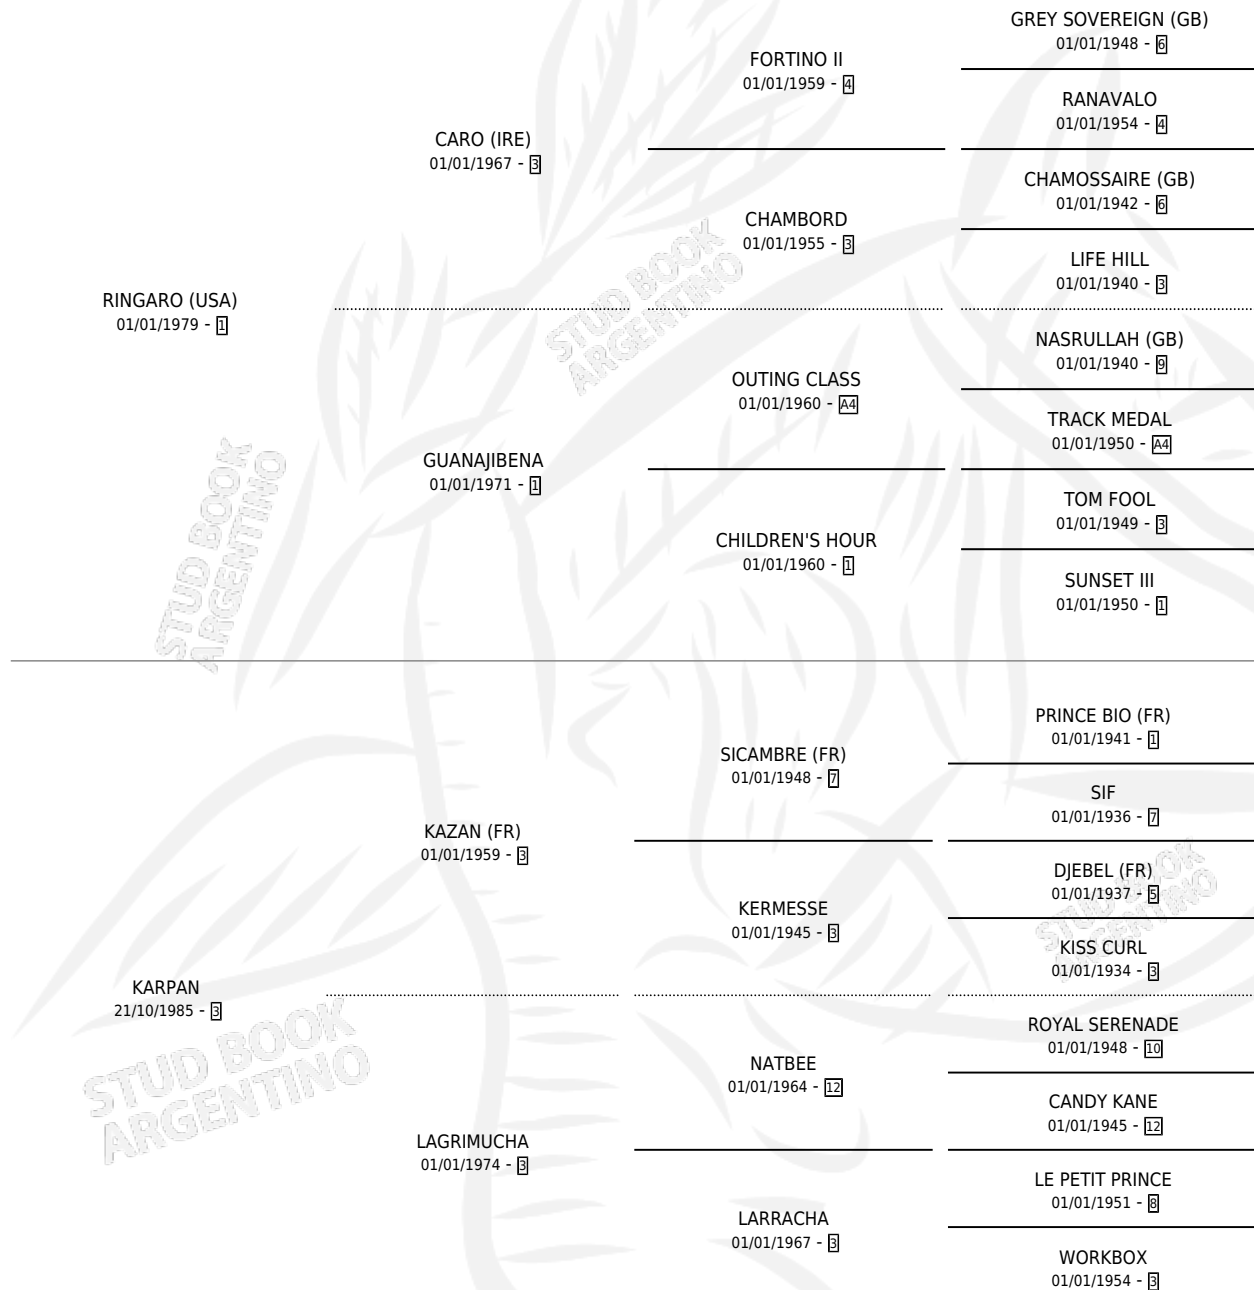 GREY SOVEREIGN (GB)
01/01/1948 - 6
FORTINO II
01/01/1959 - 4
RANAVALO
01/01/1954 - 4
CARO (IRE)
01/01/1967 - 3
CHAMOSSAIRE (GB)
01/01/1942 - 6
CHAMBORD
01/01/1955 - 3
LIFE HILL
01/01/1940 - 3
RINGARO (USA)
01/01/1979 - 1
NASRULLAH (GB)
01/01/1940 - 9
OUTING CLASS
01/01/1960 - A4
TRACK MEDAL
01/01/1950 - A4
GUANAJIBENA
01/01/1971 - 1
TOM FOOL
01/01/1949 - 3
CHILDREN'S HOUR
01/01/1960 - 1
SUNSET III
01/01/1950 - 1
PRINCE BIO (FR)
01/01/1941 - 1
SICAMBRE (FR)
01/01/1948 - 7
SIF
01/01/1936 - 7
KAZAN (FR)
01/01/1959 - 3
DJEBEL (FR)
01/01/1937 - 5
KERMESSE
01/01/1945 - 3
KISS CURL
01/01/1934 - 3
KARPAN
21/10/1985 - 3
ROYAL SERENADE
01/01/1948 - 10
NATBEE
01/01/1964 - 12
CANDY KANE
01/01/1945 - 12
LAGRIMUCHA
01/01/1974 - 3
LE PETIT PRINCE
01/01/1951 - 8
LARRACHA
01/01/1967 - 3
WORKBOX
01/01/1954 - 3
STUD BOOK
ARGENTINO
STUD BOOK
ARGENTINO
STUD BOOK
ARGENTINO
STUD BOOK
ARGENTINO